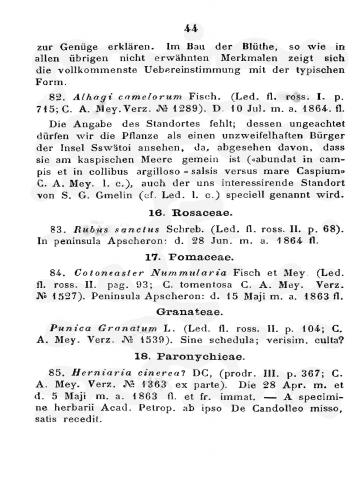 44
zur Genüge erklären. Im Bau der Blüthe, so wie in
allen übrigen nicht erwähnten Merkmalen zeigt sich
die vollkommenste Uebereinstimmung mit der typischen
Form.
82. Alhagi camelorum Fisch. (Led. fl. ross. I. p.
715; C. A. Mey. Verz. № 1289). D. 10 Jul. m. a. 1864. fl.
Die Angabe des Standortes fehlt; dessen ungeachtet
dürfen wir die Pflanze als einen unzweifelhaften Bürger
der Insel Sswätoi ansehen, da, abgesehen davon, dass
sie am kaspischen Meere gemein ist («abundat in cam-
pis et in collibus argilloso-salsis versus mare Caspium»
C. A. Mey. l. c.), auch der uns interessirende Standort
von S. G. Gmelin (cf. Led. l. c.) speciell genannt wird.
16. Rosaceae.
83. Rubus sanctus Schreb. (Led. fl. ross. II. p. 68).
In peninsula Apscheron: d. 28 Jun. m. a. 1864 fl.
17. Pomaceae.
84. Cotoneaster Nummularia Fisch et Mey (Led.
fl. ross. II. pag. 93; C. tomentosa C. A. Mey. Verz.
№ 1527). Peninsula Apscheron: d. 15 Maji m. a. 1863 fl.
Granateae.
Punica Granatum L. (Led. fl. ross. II. p. 104; C.
A. Mey. Verz. № 1539). Sine schedula; verisim. culta?
18. Paronychieae.
85. Herniaria cinerea? DC, (prodr. III. p. 367; C.
A. Mey. Verz. № 1363 ex parte). Die 28 Apr. m. et
d. 5 Maji m. a. 1863 fl. et fr. immat. — A specimi-
ne herbarii Acad. Petrop. ab ipso De Candolleo misso,
satis recedit.